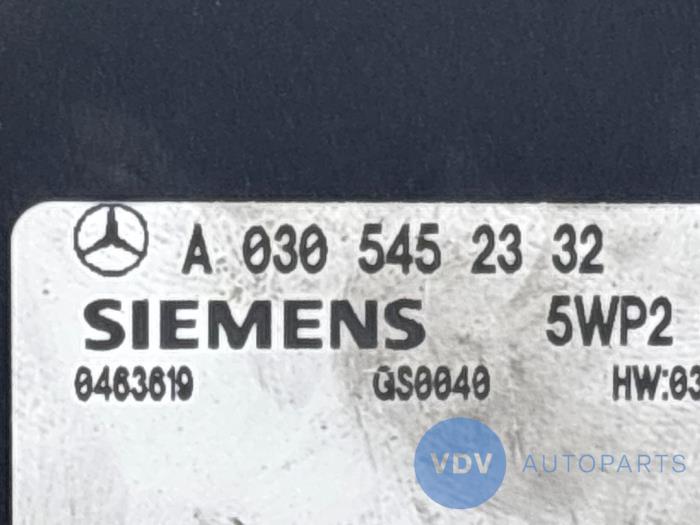 A 030 545 23 32
SIEMENS 5WP2
0463619 QS0040 HW:03
VDV AUTOPARTS